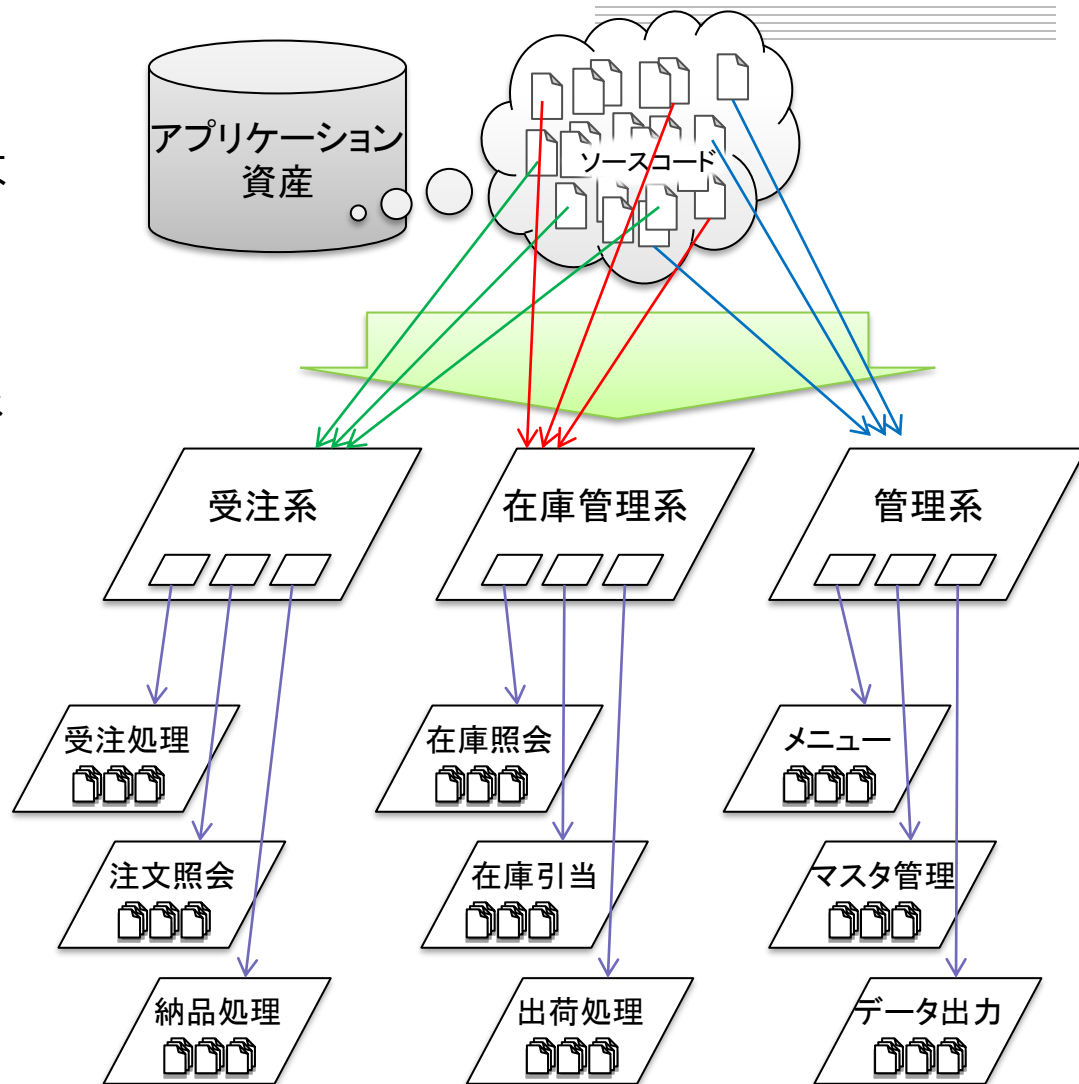 アプリケーション
資産
ソースコード
受注系
在庫管理系
管理系
受注処理
在庫照会
メニュー
注文照会
在庫引当
マスタ管理
納品処理
出荷処理
データ出力